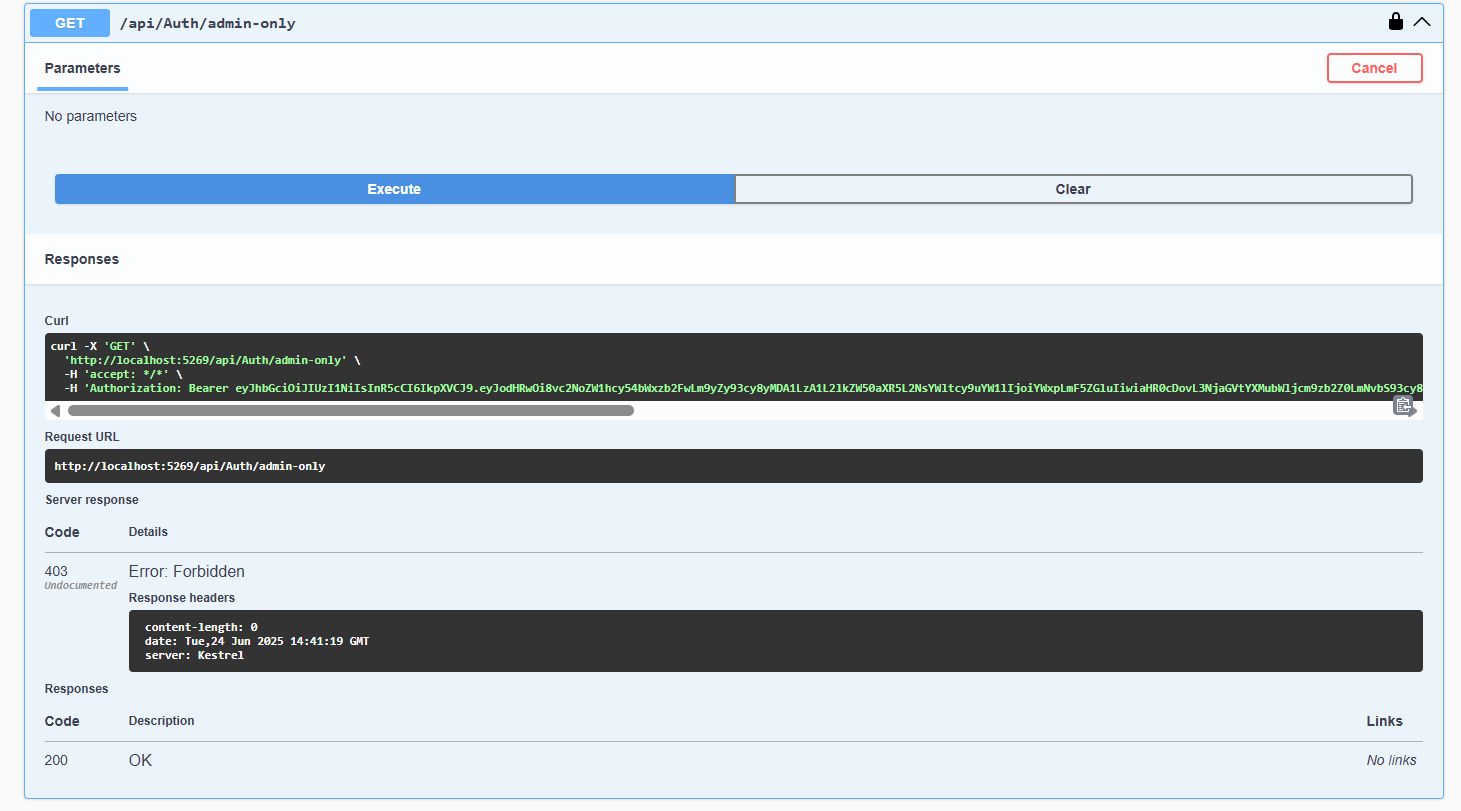 GET /api/Auth/admin-only
Parameters
Cancel
No parameters
Execute
Clear
Responses
Curl
curl -X 'GET' \
'http://localhost:5269/api/Auth/admin-only' \
-H 'accept: */*' \
-H 'Authorization: Bearer
Request URL
http://localhost:5269/api/Auth/admin-only
Server response
Code Details
403 Error: Forbidden
Undocumented
Response headers
content-length: 0
date: Tue,24 Jun 2025 14:41:19 GMT
server: Kestrel
Responses
Code Description Links
200 OK No links